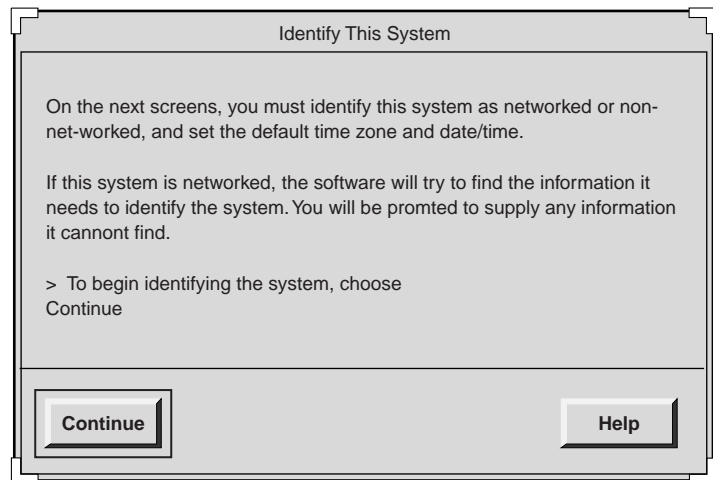 Identify This System
On the next screens, you must identify this system as networked or non-
net-worked, and set the default time zone and date/time.
If this system is networked, the software will try to find the information it
needs to identify the system. You will be promted to supply any information
it cannont find.
> To begin identifying the system, choose
Continue
Continue
Help